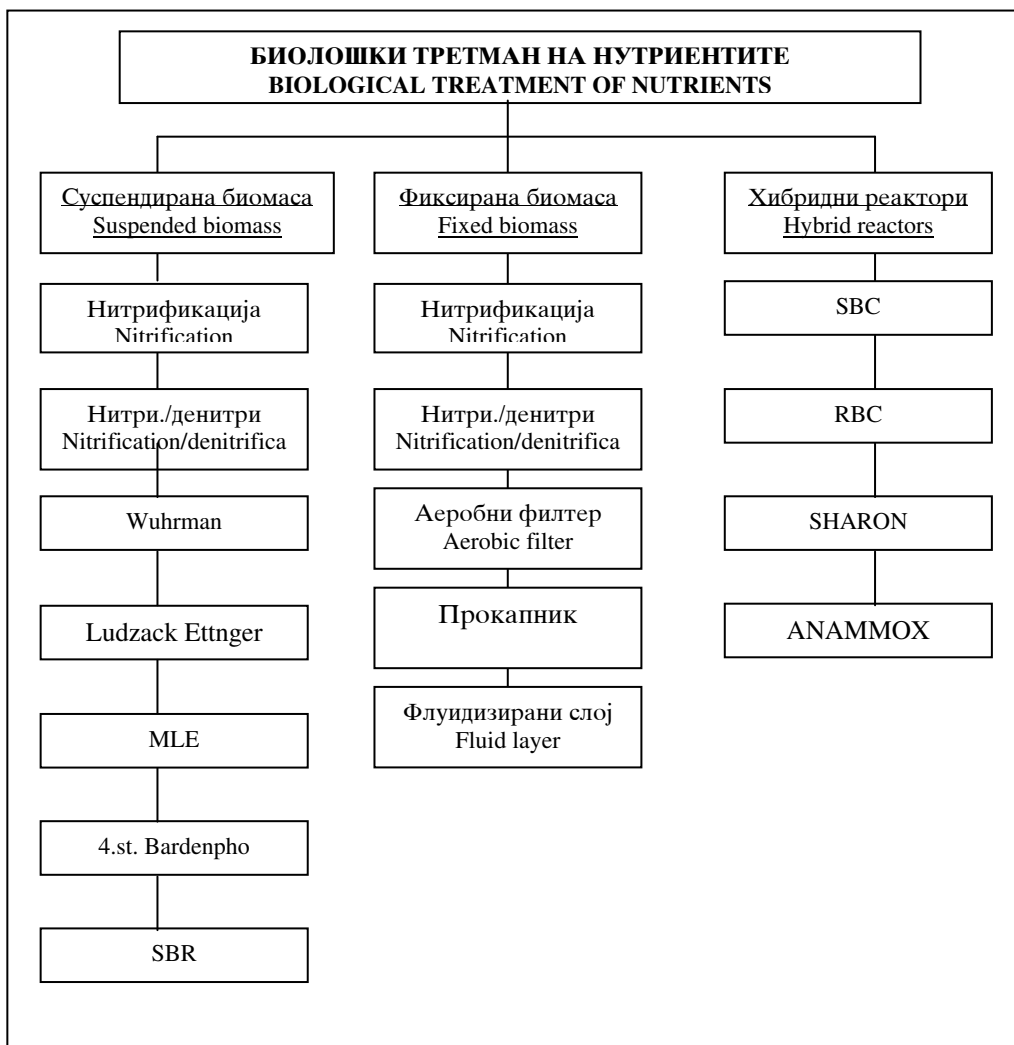 БИОЛОШКИ ТРЕТМАН НА НУТРИЕНТИТЕ
BIOLOGICAL TREATMENT OF NUTRIENTS
Суспендирана биомаса
Suspended biomass
Нитрификација
Nitrification
Нитри./денитри
Nitrification/denitrifica
Wuhrman
Ludzack Ettnger
MLE
4.st. Bardenpho
SBR
Фиксирана биомаса
Fixed biomass
Нитрификација
Nitrification
Нитри./денитри
Nitrification/denitrifica
Аеробни филтер
Aerobic filter
Прокапник
Флуидизирани слој
Fluid layer
Хибридни реактори
Hybrid reactors
SBC
RBC
SHARON
ANAMMOX